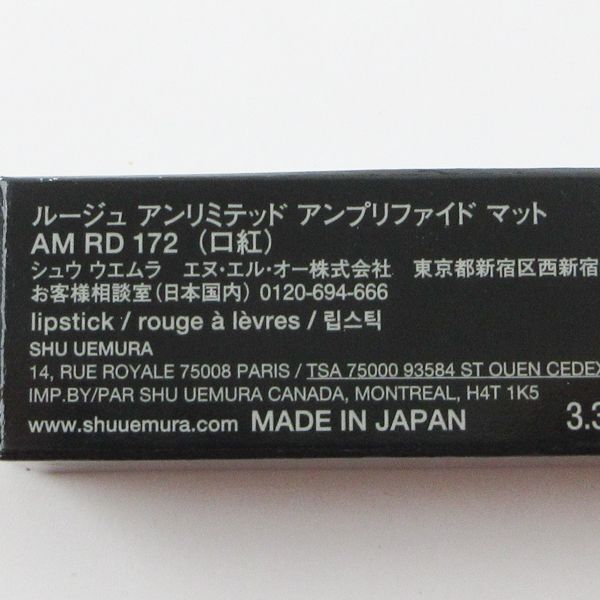 ルージュ アンリミテッド アンプリファイド マット
AM RD 172 （口紅）
シュウ ウエムラ エヌ･エル･オー株式会社 東京都新宿区西新宿
お客様相談室(日本国内) 0120-694-666
lipstick / rouge à lèvres / 립스틱
SHU UEMURA
14, RUE ROYALE 75008 PARIS / TSA 75000 93584 ST OUEN CEDEX
IMP.BY/PAR SHU UEMURA CANADA, MONTREAL, H4T 1K5
www.shuuemura.com MADE IN JAPAN 3.3